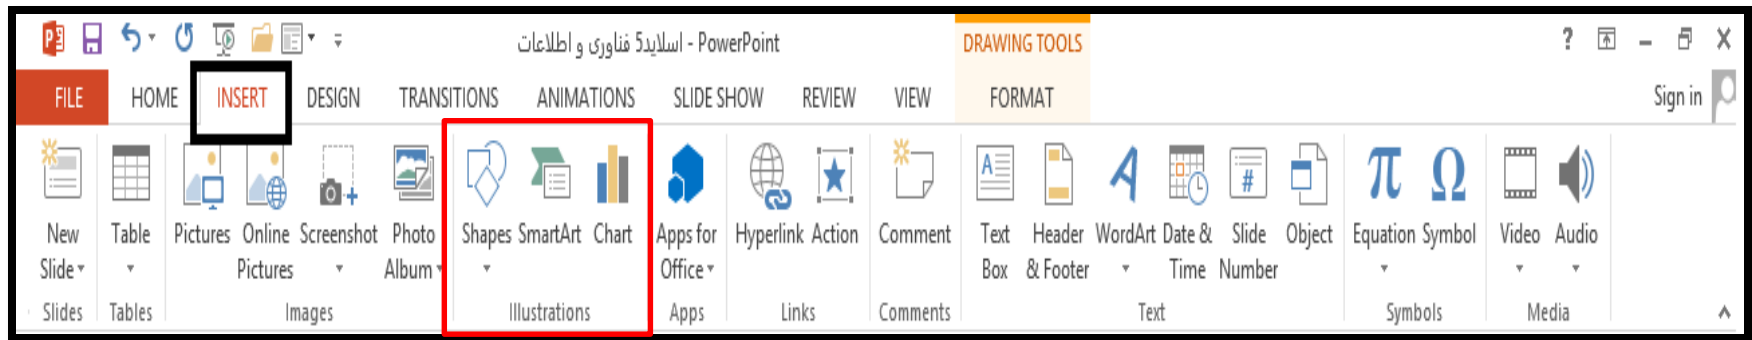 اسلاید5 فناوری و اطلاعات - PowerPoint
DRAWING TOOLS
?
FILE HOME INSERT DESIGN TRANSITIONS ANIMATIONS SLIDE SHOW REVIEW VIEW FORMAT Sign in
New Slide
Table
Pictures
Online Pictures
Screenshot
Photo Album
Shapes
SmartArt
Chart
Apps for Office
Hyperlink
Action
Comment
Text Box
Header & Footer
WordArt
Date & Time
Slide Number
Object
Equation
Symbol
Video
Audio
Slides Tables Images Illustrations Apps Links Comments Text Symbols Media